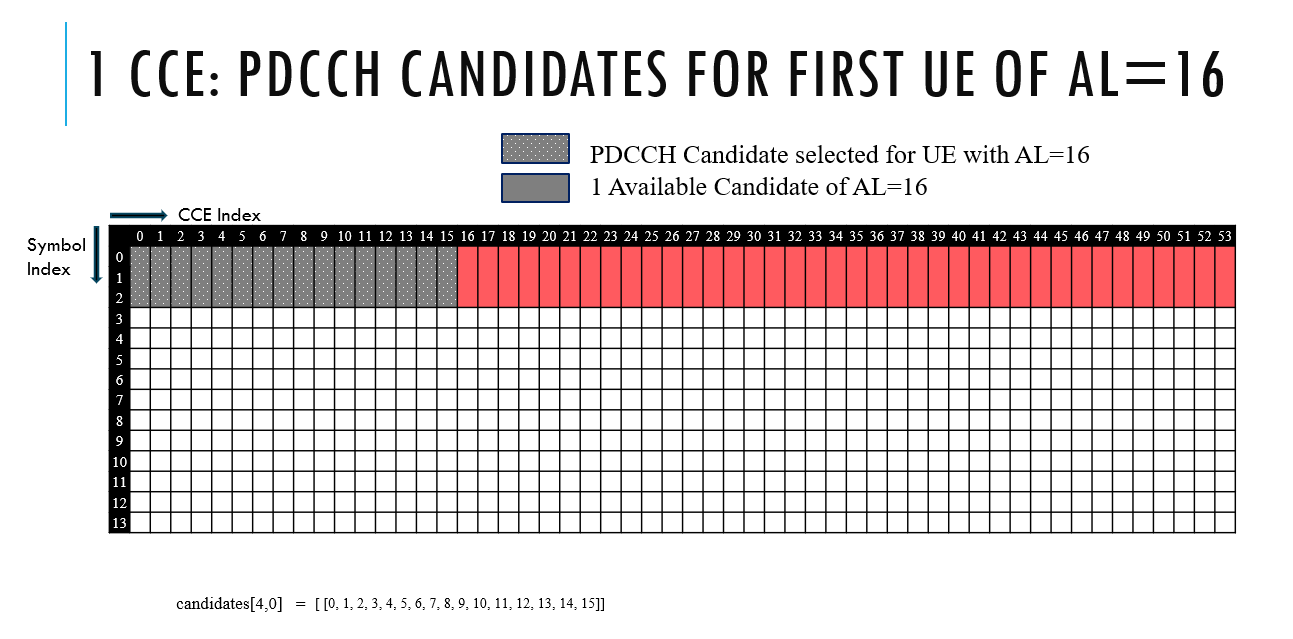 1 CCE: PDCCH CANDIDATES FOR FIRST UE OF AL=16
PDCCH Candidate selected for UE with AL=16
1 Available Candidate of AL=16
CCE Index
Symbol
Index
0 1 2 3 4 5 6 7 8 9 10 11 12 13 14 15 16 17 18 19 20 21 22 23 24 25 26 27 28 29 30 31 32 33 34 35 36 37 38 39 40 41 42 43 44 45 46 47 48 49 50 51 52 53
0
1
2
3
4
5
6
7
8
9
10
11
12
13
candidates[4,0] = [ [0, 1, 2, 3, 4, 5, 6, 7, 8, 9, 10, 11, 12, 13, 14, 15]]